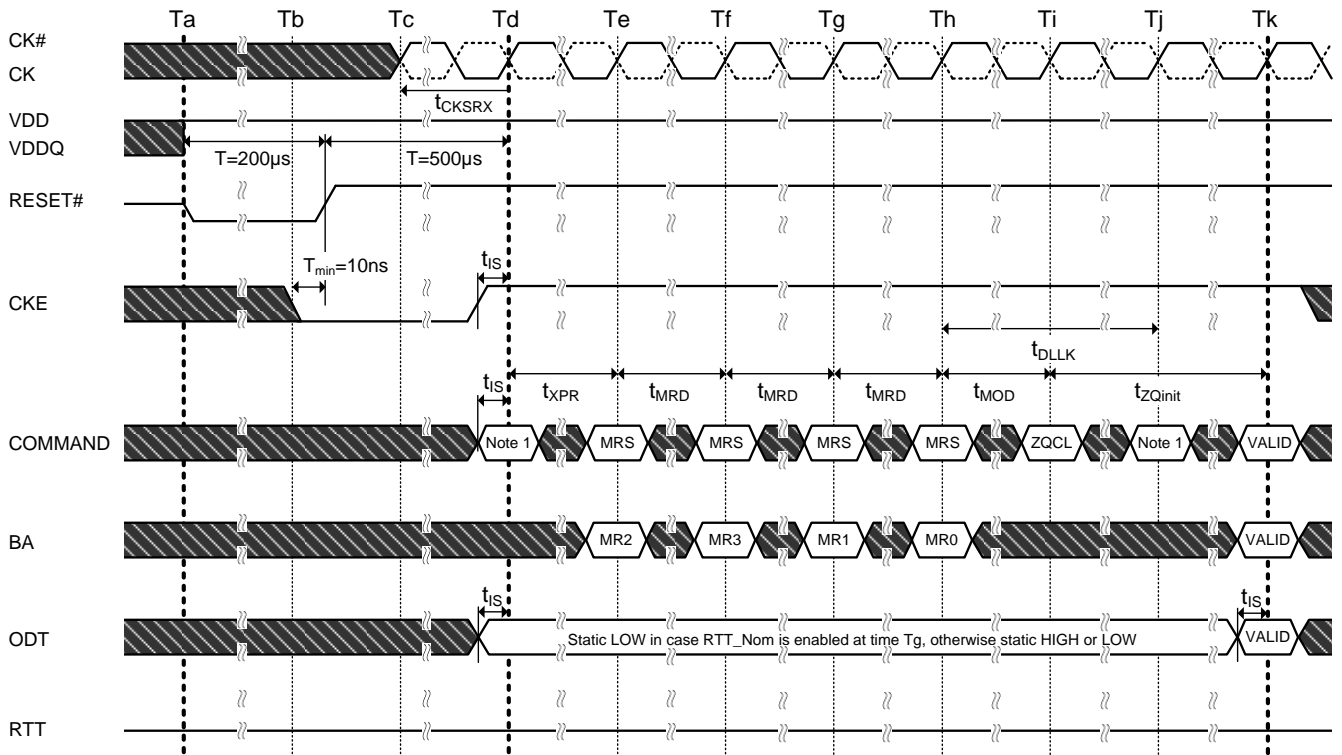 Ta Tb Tc Td Te Tf Tg Th Ti Tj Tk
CK#
CK
tCKSRX
VDD
VDDQ
T=200µs T=500µs
RESET#
Tmin=10ns
tIS
CKE
tDLLK
tIS tXPR tMRD tMRD tMRD tMOD tZQinit
COMMAND Note 1 MRS MRS MRS MRS ZQCL Note 1 VALID
BA MR2 MR3 MR1 MR0 VALID
tIS tIS
ODT Static LOW in case RTT_Nom is enabled at time Tg, otherwise static HIGH or LOW VALID
RTT